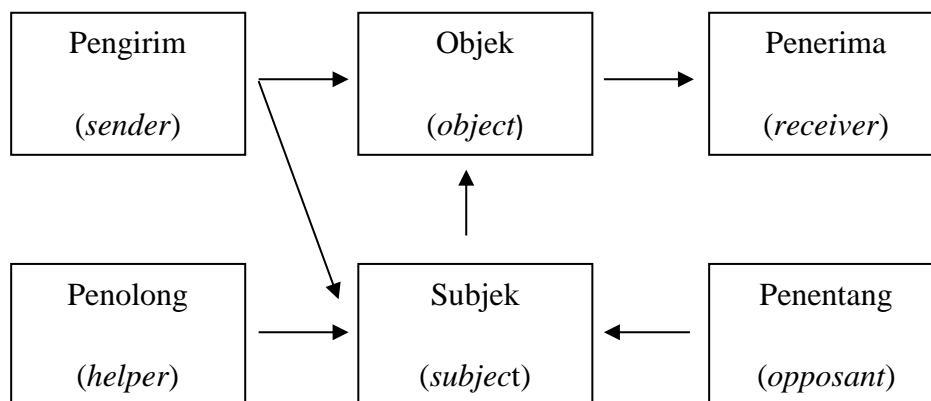 Pengirim
(sender)
Objek
(object)
Penerima
(receiver)
Penolong
(helper)
Subjek
(subject)
Penentang
(opposant)